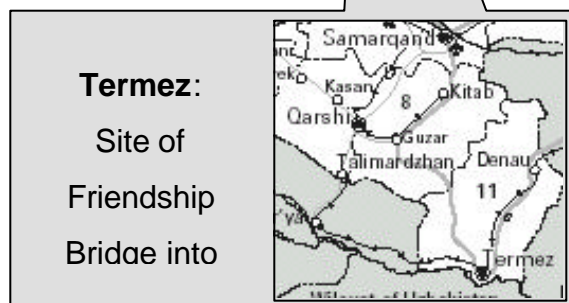 Termez:
Site of
Friendship
Bridge into
Samarqand
Kasan
Kitab
8
Qarshi
Guzar
Talimardzhan
Denau
11
Termez